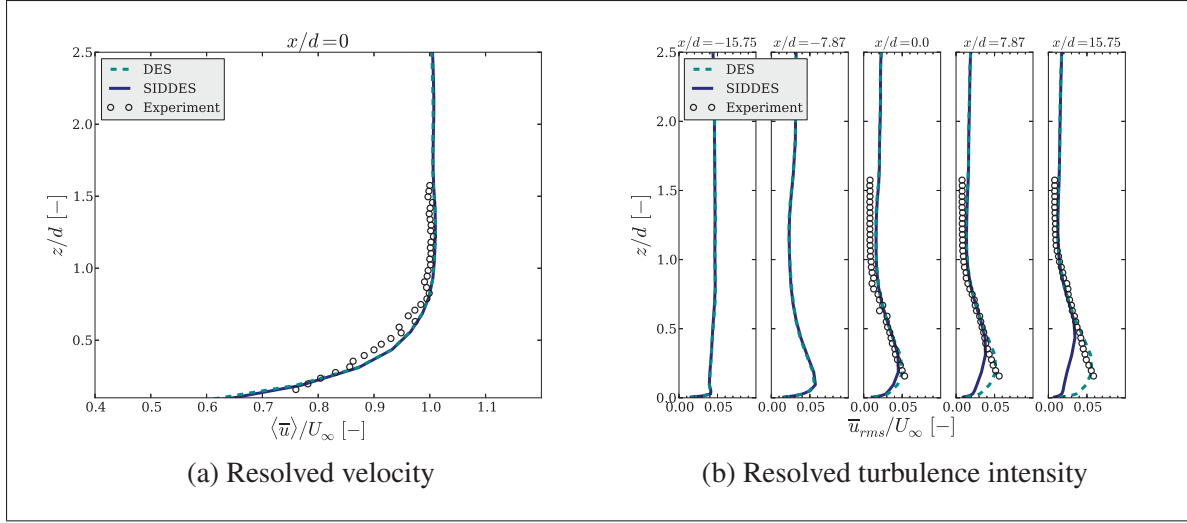 x/d=0
2.5
2.0
1.5
1.0
0.5
0.4 0.5 0.6 0.7 0.8 0.9 1.0 1.1
z/d [−]
⟨u̅⟩/U∞ [−]
DES
SIDDES
Experiment
(a) Resolved velocity
x/d=−15.75 x/d=−7.87 x/d=0.0 x/d=7.87 x/d=15.75
2.5
2.0
1.5
1.0
0.5
0.0
0.00 0.05 0.00 0.05 0.00 0.05 0.00 0.05 0.00 0.05
z/d [−]
u̅rms/U∞ [−]
DES
SIDDES
Experiment
(b) Resolved turbulence intensity